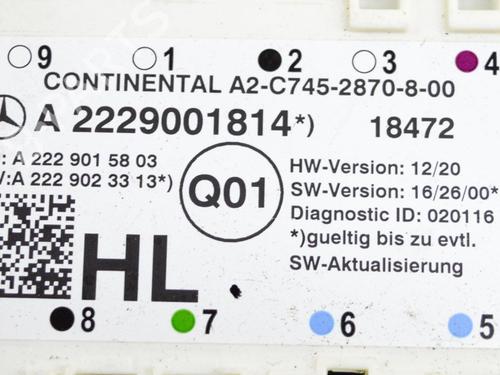 9 1 2 3 4
CONTINENTAL A2-C745-2870-8-00
A 2229001814*) 18472
: A 222 901 58 03
V:A 222 902 33 13*)
Q01
HW-Version: 12/20
SW-Version: 16/26/00*
Diagnostic ID: 020116
*)gueltig bis zu evtl.
SW-Aktualisierung
HL
8 7 6 5